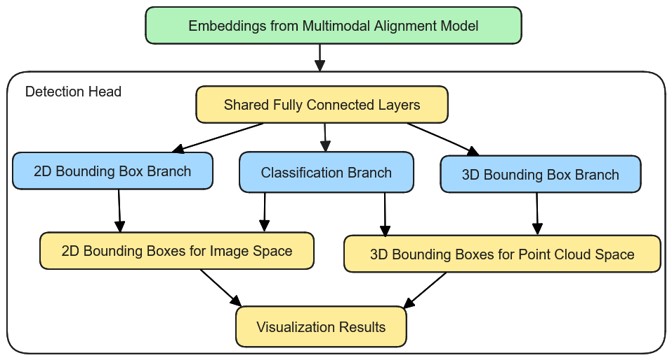 Embeddings from Multimodal Alignment Model
Detection Head
Shared Fully Connected Layers
2D Bounding Box Branch
Classification Branch
3D Bounding Box Branch
2D Bounding Boxes for Image Space
3D Bounding Boxes for Point Cloud Space
Visualization Results